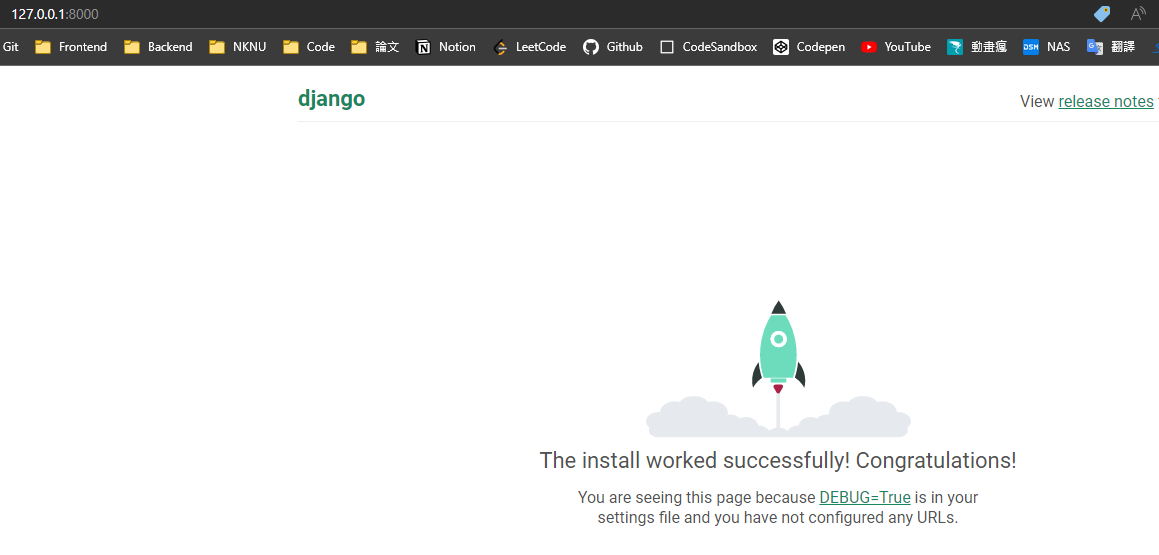 127.0.0.1:8000
Git Frontend Backend NKNU Code 論文 Notion LeetCode Github CodeSandbox Codepen YouTube 動畫瘋 DSM NAS 翻譯
django
View release notes
The install worked successfully! Congratulations!
You are seeing this page because DEBUG=True is in your
settings file and you have not configured any URLs.